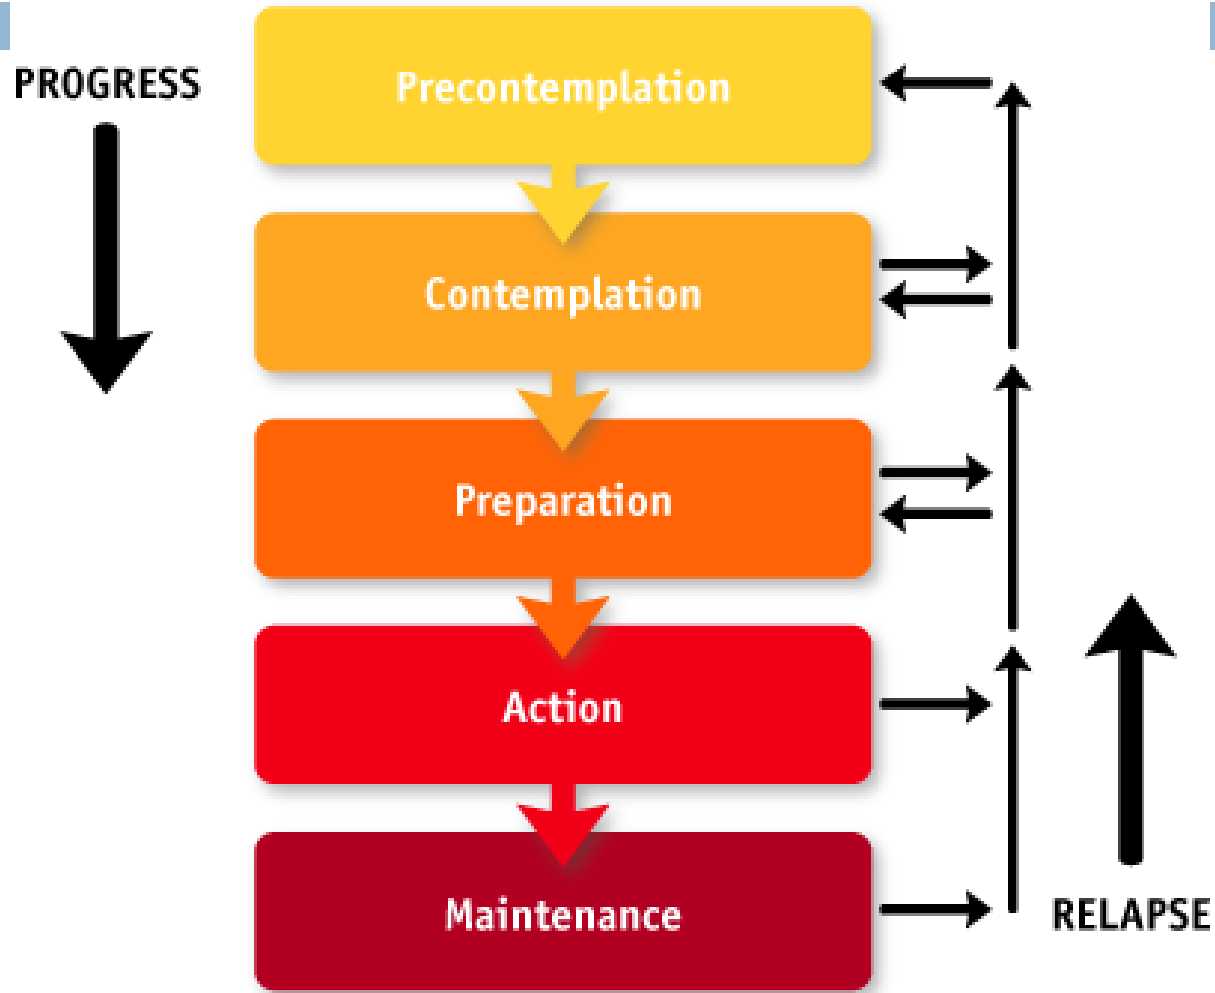 PROGRESS
Precontemplation
Contemplation
Preparation
Action
Maintenance
RELAPSE